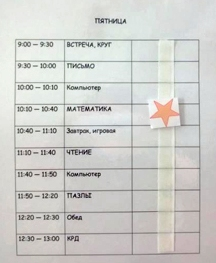 ПЯТНИЦА
9:00 — 9:30 ВСТРЕЧА, КРУГ
9:30 — 10:00 ПИСЬМО
10:00 — 10:10 Компьютер
10:10 — 10:40 МАТЕМАТИКА
10:40 — 11:10 Завтрак, игровая
11:10 — 11:40 ЧТЕНИЕ
11:40 — 11:50 Компьютер
11:50 — 12:20 ПАЗЛЫ
12:20 — 12:30 Обед
12:30 — 13:00 КРД